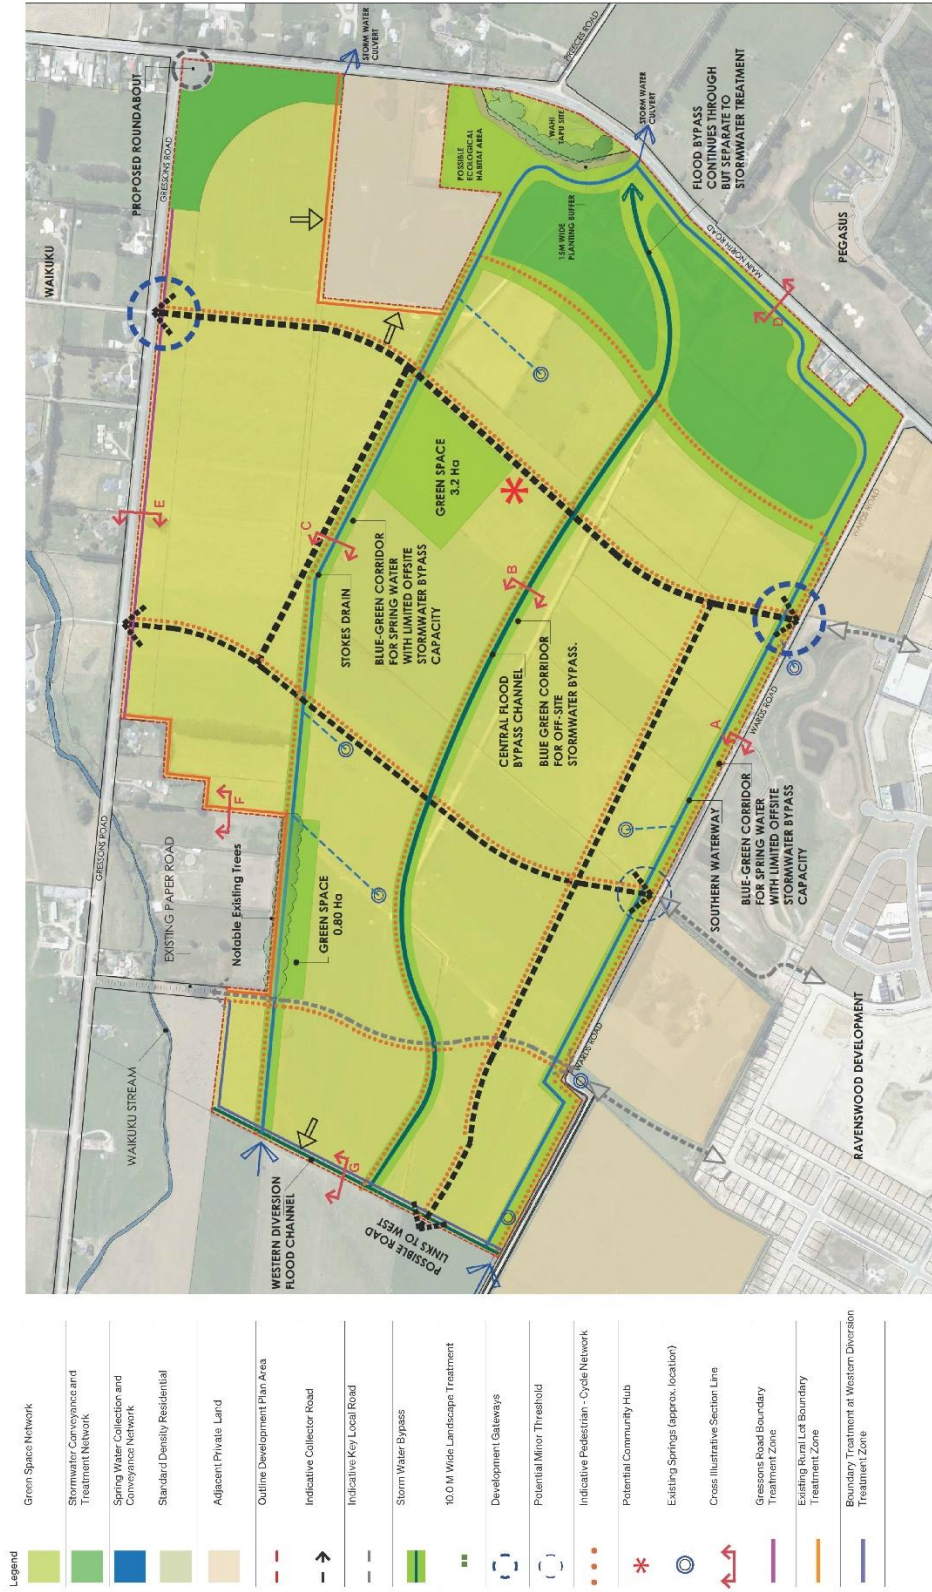 PROPOSED ROUNDABOUT
GRESSONS ROAD
WAIKUKU
STORM WATER
CULVERT
PREECES ROAD
POSSIBLE
ECOLOGICAL
HABITAT AREA
WAHI
TAPU SITE
STORM WATER
CULVERT
FLOOD BYPASS
CONTINUES THROUGH
BUT SEPARATE TO
STORMWATER TREATMENT
15M WIDE
PLANTING BUFFER
MAIN NORTH ROAD
PEGASUS
D
E
C
GREEN SPACE
3.2 Ha
STOKES DRAIN
BLUE-GREEN CORRIDOR
FOR SPRING WATER
WITH LIMITED OFFSITE
STORMWATER BYPASS
CAPACITY
B
CENTRAL FLOOD
BYPASS CHANNEL
BLUE GREEN CORRIDOR
FOR OFF-SITE
STORMWATER BYPASS.
WARDS ROAD
WARDS ROAD
A
SOUTHERN WATERWAY
BLUE-GREEN CORRIDOR
FOR SPRING WATER
WITH LIMITED OFFSITE
STORMWATER BYPASS
CAPACITY
GRESSONS ROAD
F
EXISTING PAPER ROAD
Notable Existing Trees
GREEN SPACE
0.80 Ha
WAIKUKU STREAM
WESTERN DIVERSION
FLOOD CHANNEL
G
POSSIBLE ROAD
LINKS TO WEST
WARDS ROAD
RAVENSWOOD DEVELOPMENT
Legend
Green Space Network
Stormwater Conveyance and
Treatment Network
Spring Water Collection and
Conveyance Network
Standard Density Residential
Adjacent Private Land
Outline Development Plan Area
Indicative Collector Road
Indicative Key Local Road
Storm Water Bypass
10.0 M Wide Landscape Treatment
Development Gateways
Potential Minor Threshold
Indicative Pedestrian - Cycle Network
Potential Community Hub
Existing Springs (approx. location)
Cross Illustrative Section Line
Gressons Road Boundary
Treatment Zone
Existing Rural Lot Boundary
Treatment Zone
Boundary Treatment at Western Diversion
Treatment Zone